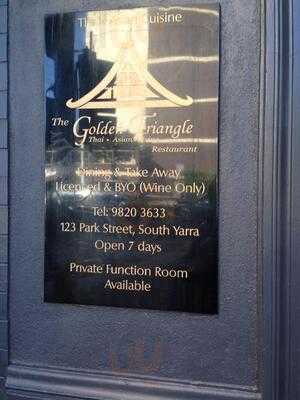 Cuisine
The Golden Triangle
Thai • Asian
Restaurant
Dining & Take Away
Licenced & BYO (Wine Only)
Tel: 9820 3633
123 Park Street, South Yarra
Open 7 days
Private Function Room
Available